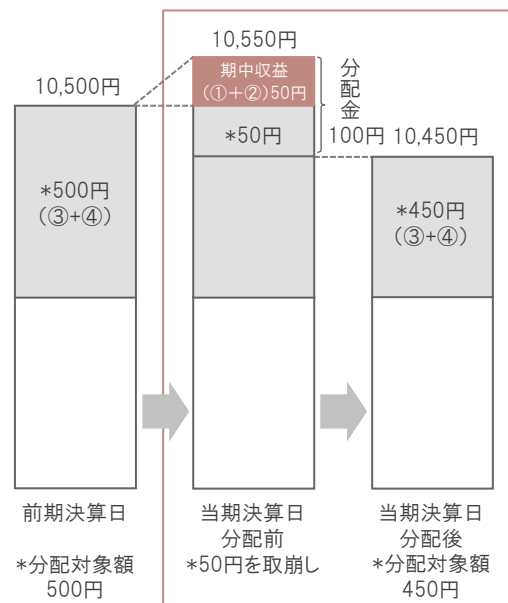 10,550円
10,500円
期中収益
(①+②)50円
*50円
分配金
100円
10,450円
*500円
(③+④)
*450円
(③+④)
前期決算日
*分配対象額
500円
当期決算日
分配前
*50円を取崩し
当期決算日
分配後
*分配対象額
450円